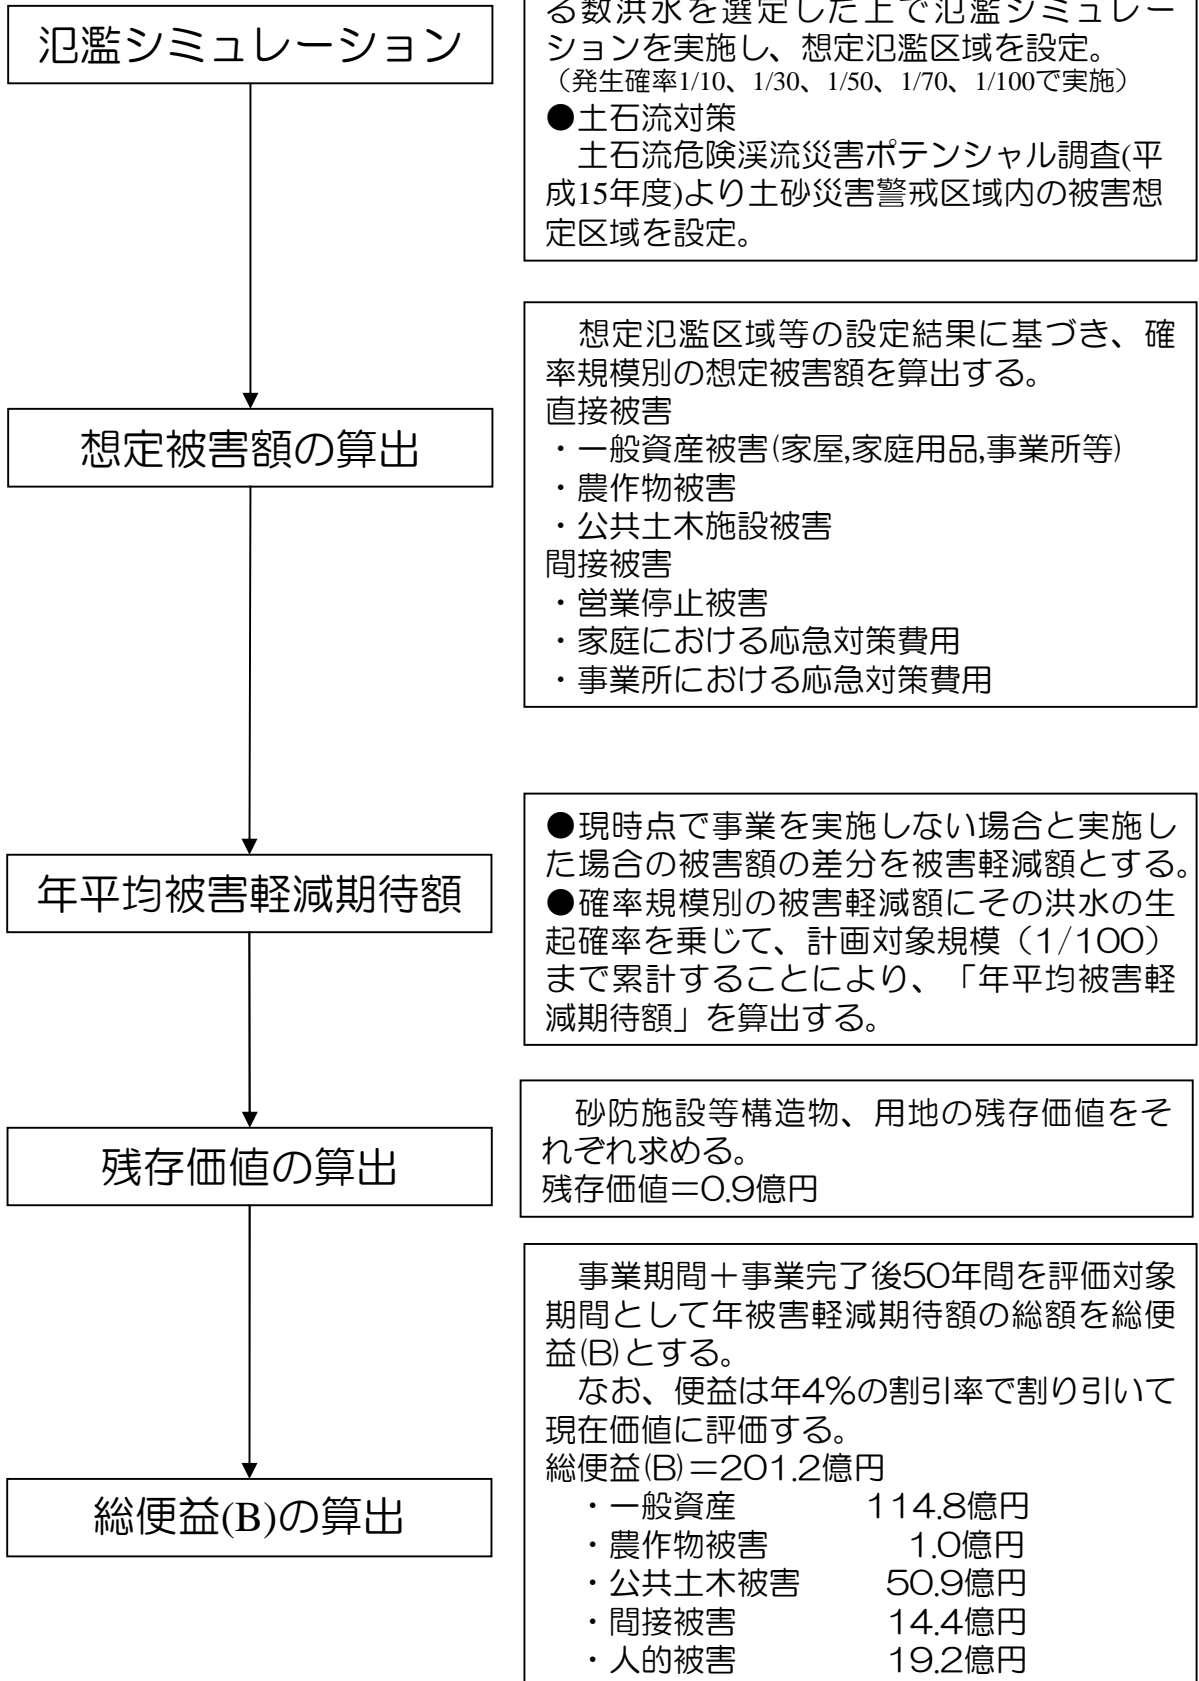 氾濫シミュレーション
る数洪水を選定した上で氾濫シミュレー
ションを実施し、想定氾濫区域を設定。
（発生確率1/10、1/30、1/50、1/70、1/100で実施）
●土石流対策
　土石流危険渓流災害ポテンシャル調査(平
成15年度)より土砂災害警戒区域内の被害想
定区域を設定。
想定被害額の算出
　想定氾濫区域等の設定結果に基づき、確
率規模別の想定被害額を算出する。
直接被害
・一般資産被害(家屋,家庭用品,事業所等)
・農作物被害
・公共土木施設被害
間接被害
・営業停止被害
・家庭における応急対策費用
・事業所における応急対策費用
年平均被害軽減期待額
●現時点で事業を実施しない場合と実施し
た場合の被害額の差分を被害軽減額とする。
●確率規模別の被害軽減額にその洪水の生
起確率を乗じて、計画対象規模（1/100）
まで累計することにより、「年平均被害軽
減期待額」を算出する。
残存価値の算出
　砂防施設等構造物、用地の残存価値をそ
れぞれ求める。
残存価値＝0.9億円
総便益(B)の算出
　事業期間＋事業完了後50年間を評価対象
期間として年被害軽減期待額の総額を総便
益(B)とする。
　なお、便益は年4%の割引率で割り引いて
現在価値に評価する。
総便益(B)＝201.2億円
・一般資産　　　　114.8億円
・農作物被害　　　　1.0億円
・公共土木被害　　　50.9億円
・間接被害　　　　　14.4億円
・人的被害　　　　　19.2億円